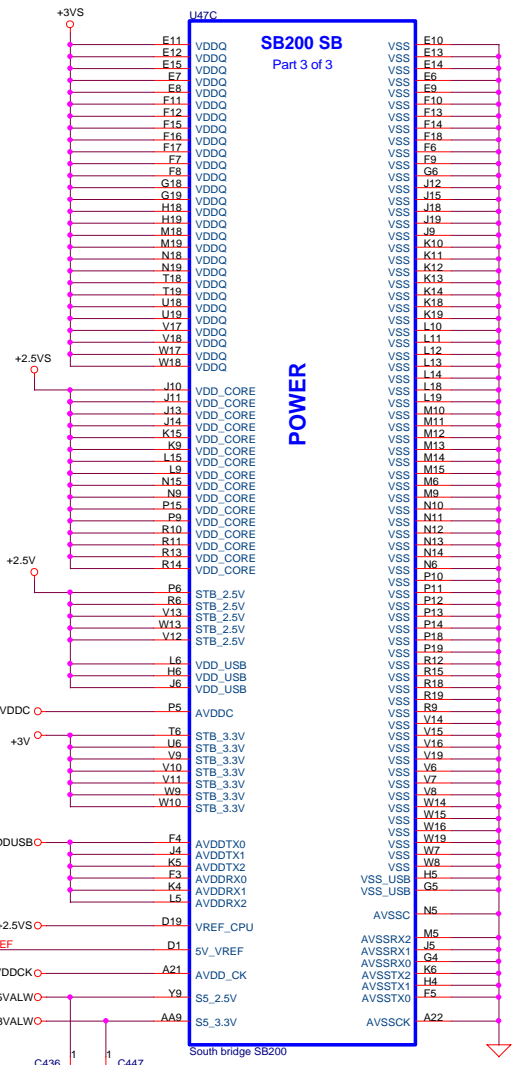 +3VS
U47C
SB200 SB
Part 3 of 3
POWER
E11 VDDQ VSS E10
E12 VDDQ VSS E13
E15 VDDQ VSS E14
E7 VDDQ VSS E6
E8 VDDQ VSS E9
F11 VDDQ VSS F10
F12 VDDQ VSS F13
F15 VDDQ VSS F14
F16 VDDQ VSS F18
F17 VDDQ VSS F6
F7 VDDQ VSS F9
F8 VDDQ VSS G6
G18 VDDQ VSS J12
G19 VDDQ VSS J15
H18 VDDQ VSS J18
H19 VDDQ VSS J19
M18 VDDQ VSS J9
M19 VDDQ VSS K10
N18 VDDQ VSS K11
N19 VDDQ VSS K12
T18 VDDQ VSS K13
T19 VDDQ VSS K14
U18 VDDQ VSS K18
U19 VDDQ VSS K19
V17 VDDQ VSS L10
V18 VDDQ VSS L11
W17 VDDQ VSS L12
W18 VDDQ VSS L13
+2.5VS
VSS L14
J10 VDD_CORE VSS L18
J11 VDD_CORE VSS L19
J13 VDD_CORE VSS M10
J14 VDD_CORE VSS M11
K15 VDD_CORE VSS M12
K9 VDD_CORE VSS M13
L15 VDD_CORE VSS M14
L9 VDD_CORE VSS M15
N15 VDD_CORE VSS M6
N9 VDD_CORE VSS M9
P15 VDD_CORE VSS N10
P9 VDD_CORE VSS N11
R10 VDD_CORE VSS N12
R11 VDD_CORE VSS N13
R13 VDD_CORE VSS N14
R14 VDD_CORE VSS N6
+2.5V
VSS P10
P6 STB_2.5V VSS P11
R6 STB_2.5V VSS P12
V13 STB_2.5V VSS P13
W13 STB_2.5V VSS P14
V12 STB_2.5V VSS P18
VSS P19
L6 VDD_USB VSS R12
H6 VDD_USB VSS R15
J6 VDD_USB VSS R18
VSS R19
VDDC P5 AVDDC VSS R9
VSS V14
+3V
T6 STB_3.3V VSS V15
U6 STB_3.3V VSS V16
V9 STB_3.3V VSS V19
V10 STB_3.3V VSS V6
V11 STB_3.3V VSS V7
W9 STB_3.3V VSS V8
W10 STB_3.3V VSS W14
VSS W15
VSS W16
DDUSB F4 AVDDTX0 VSS W19
J4 AVDDTX1 VSS W7
K5 AVDDTX2 VSS W8
F3 AVDDRX0 VSS_USB H5
K4 AVDDRX1 VSS_USB G5
L5 AVDDRX2
AVSSC N5
+2.5VS D19 VREF_CPU
EF D1 5V_VREF
AVSSRX2 M5
AVSSRX1 J5
AVSSRX0 G4
VDDCK A21 AVDD_CK AVSSTX2 K6
AVSSTX1 H4
5VALW Y9 S5_2.5V AVSSTX0 F5
3VALW AA9 S5_3.3V AVSSCK A22
South bridge SB200
C436 1 1 C447